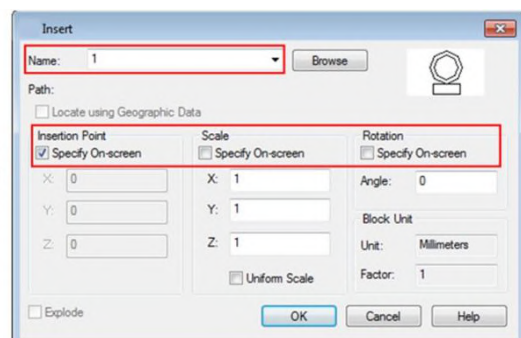 Insert
Name: 1 Browse
Path:
Locate using Geographic Data
Insertion Point Scale Rotation
Specify On-screen Specify On-screen Specify On-screen
X: 0 X: 1 Angle: 0
Y: 0 Y: 1 Block Unit
Z: 0 Z: 1 Unit: Millimeters
Uniform Scale Factor: 1
Explode OK Cancel Help